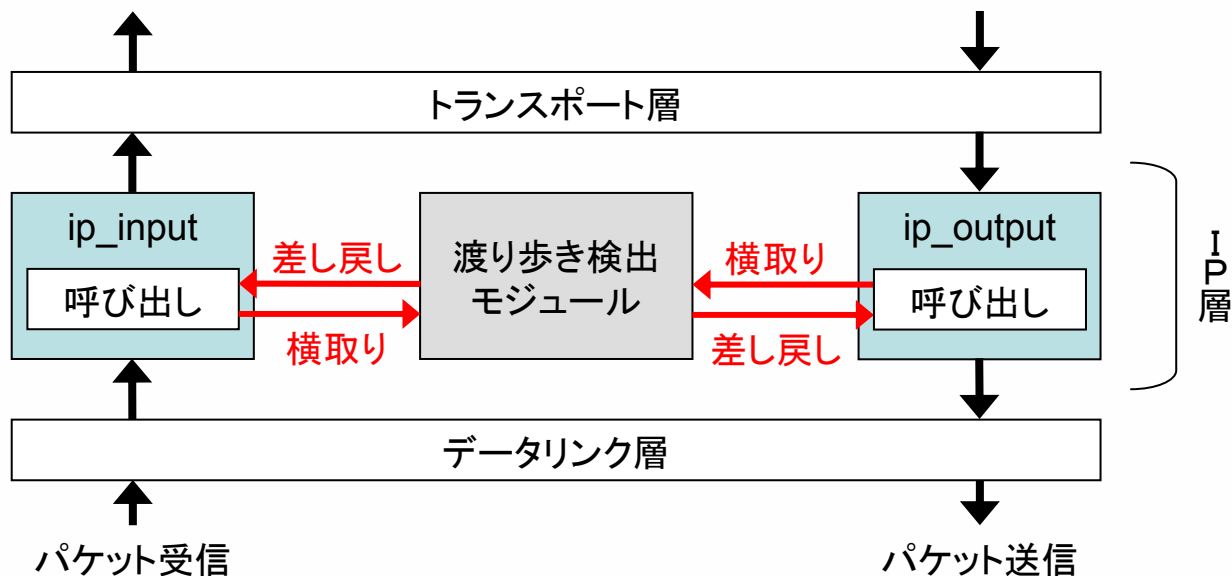 トランスポート層
ip_input
呼び出し
差し戻し
横取り
渡り歩き検出
モジュール
横取り
差し戻し
ip_output
呼び出し
IP層
データリンク層
パケット受信
パケット送信